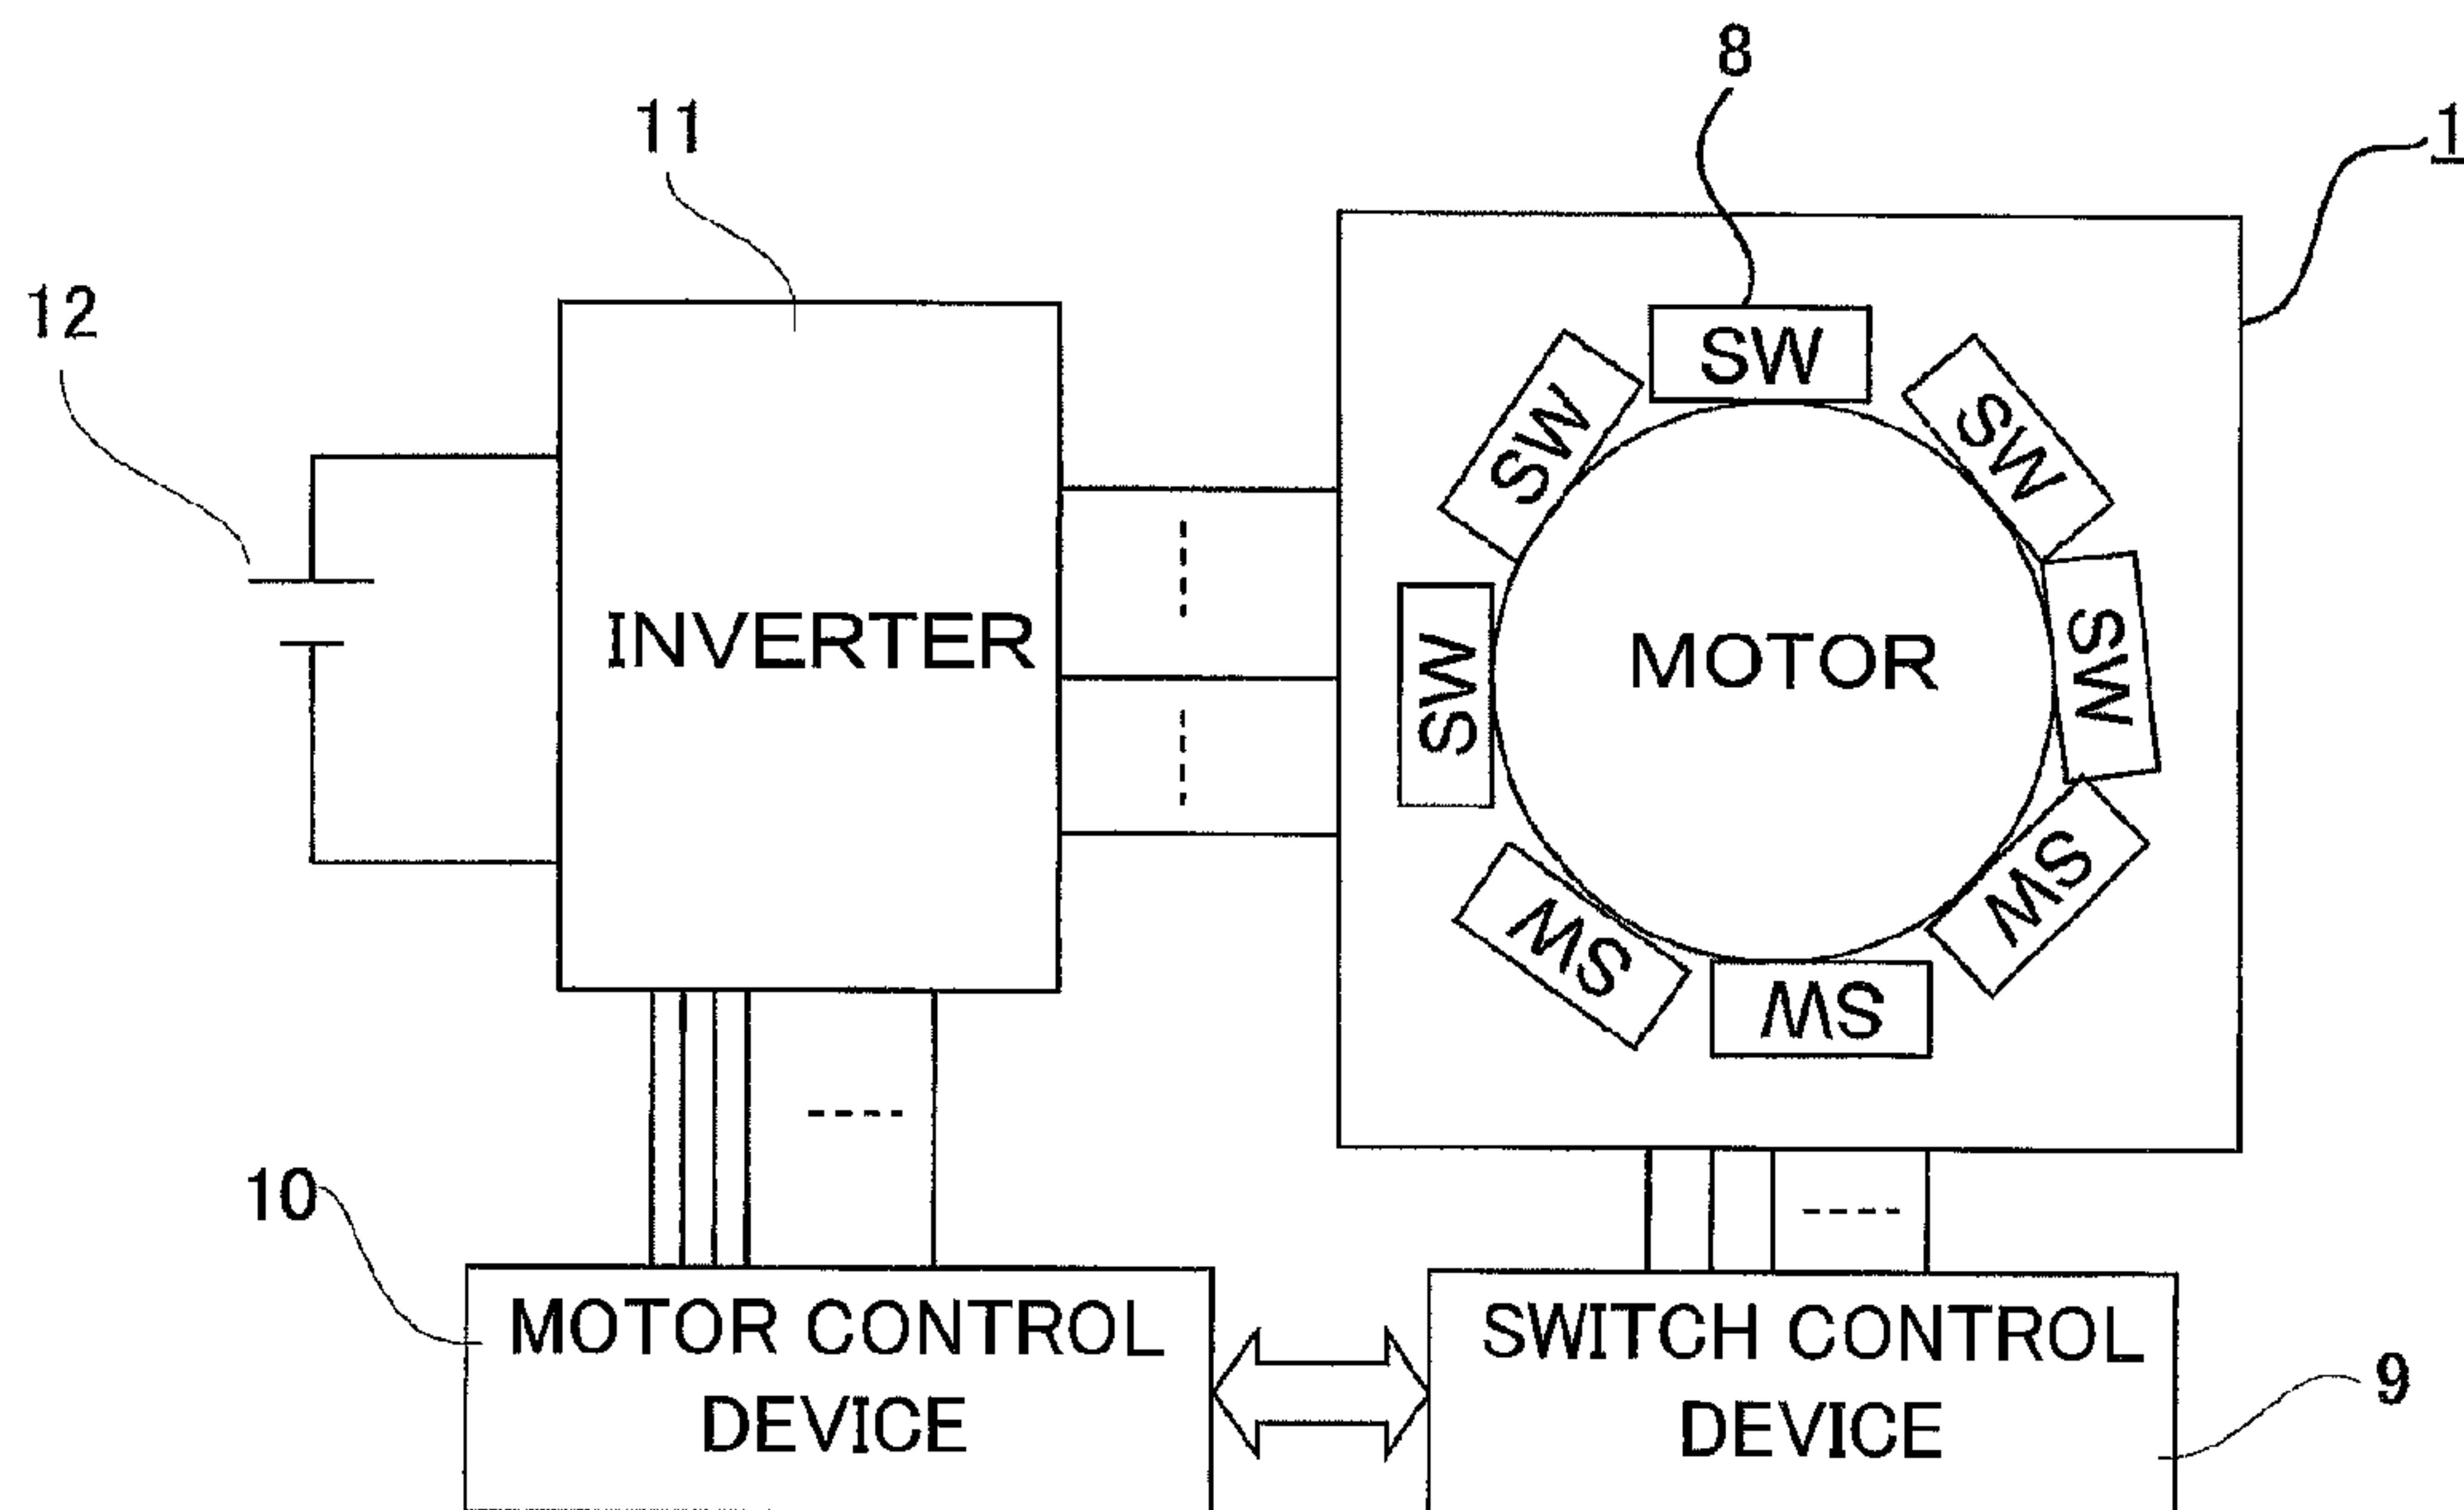 8
1
11
12
SW
SW
SW
SW
SW
SW
SW
SW
INVERTER
MOTOR
10
MOTOR CONTROL
DEVICE
SWITCH CONTROL
DEVICE
9